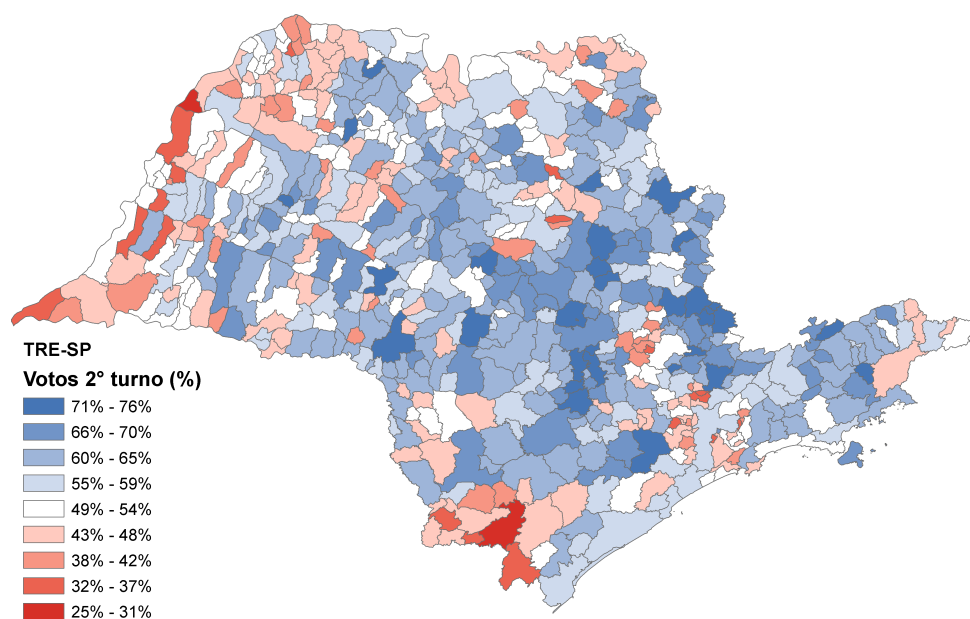 TRE-SP
Votos 2° turno (%)
71% - 76%
66% - 70%
60% - 65%
55% - 59%
49% - 54%
43% - 48%
38% - 42%
32% - 37%
25% - 31%